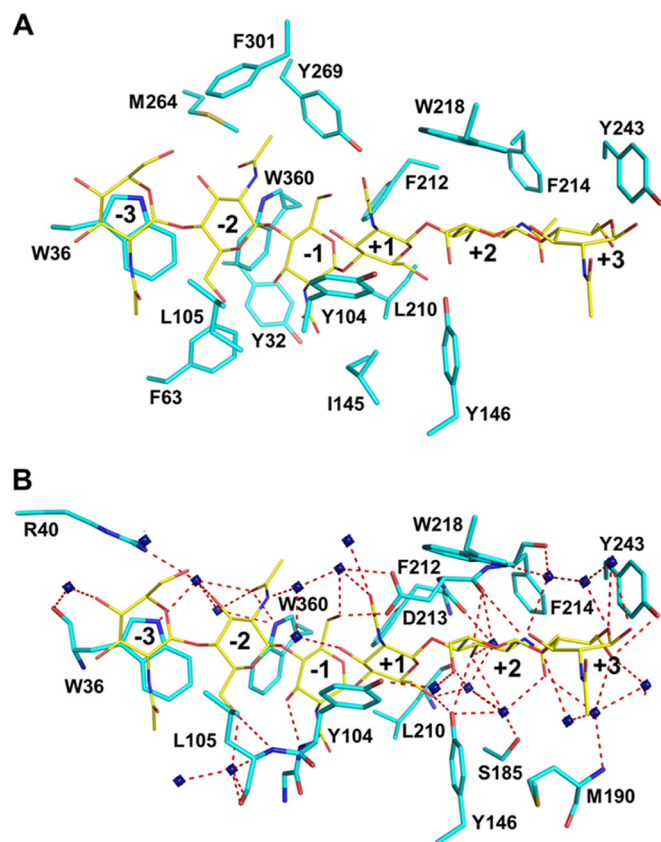 A
F301
Y269
M264
W218
Y243
W360
F212
F214
-3
-2
-1
+1
+2
+3
W36
L105
Y32
Y104
L210
F63
I145
Y146
B
R40
W218
Y243
F212
W360
D213
F214
-3
-2
-1
+1
+2
+3
W36
L105
Y104
L210
S185
M190
Y146